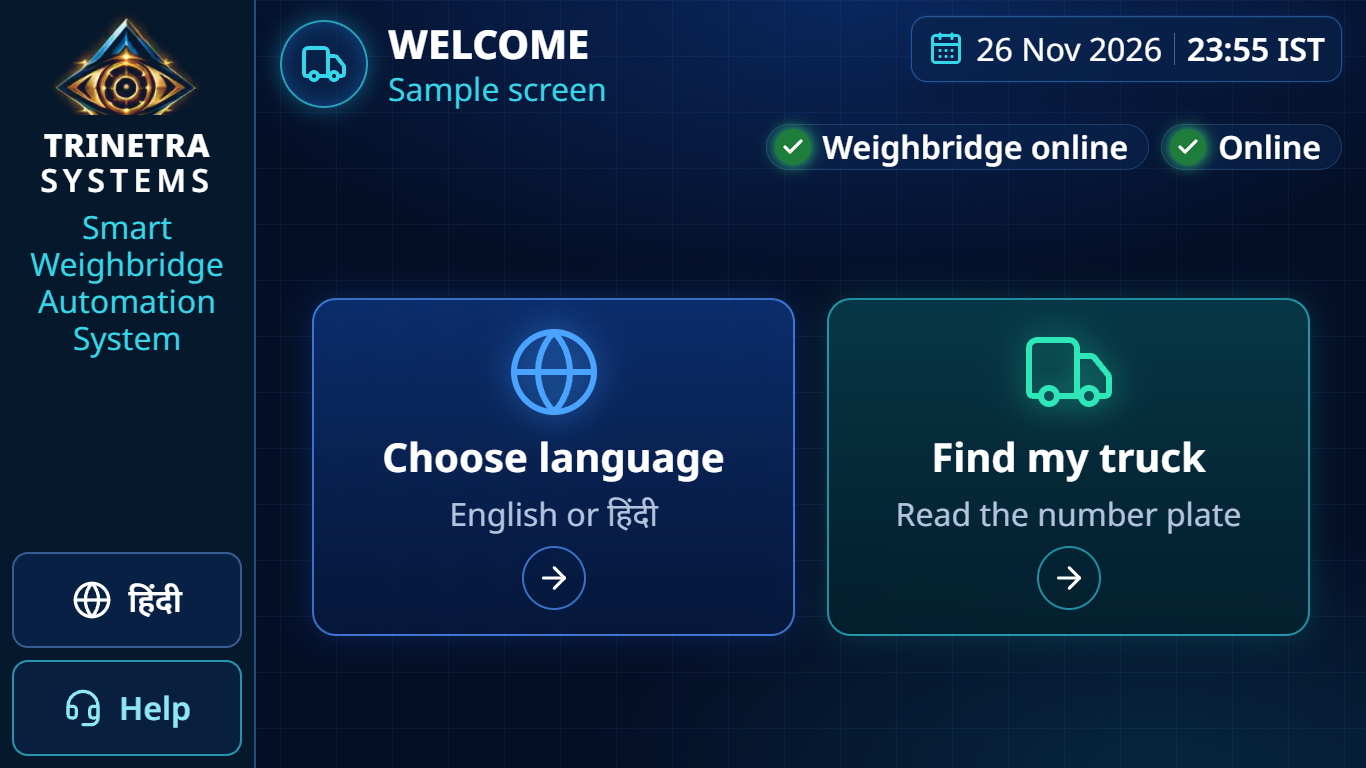 TRINETRA
SYSTEMS
Smart
Weighbridge
Automation
System
हिंदी
Help
WELCOME
Sample screen
26 Nov 2026 23:55 IST
Weighbridge online
Online
Choose language
English or हिंदी
Find my truck
Read the number plate